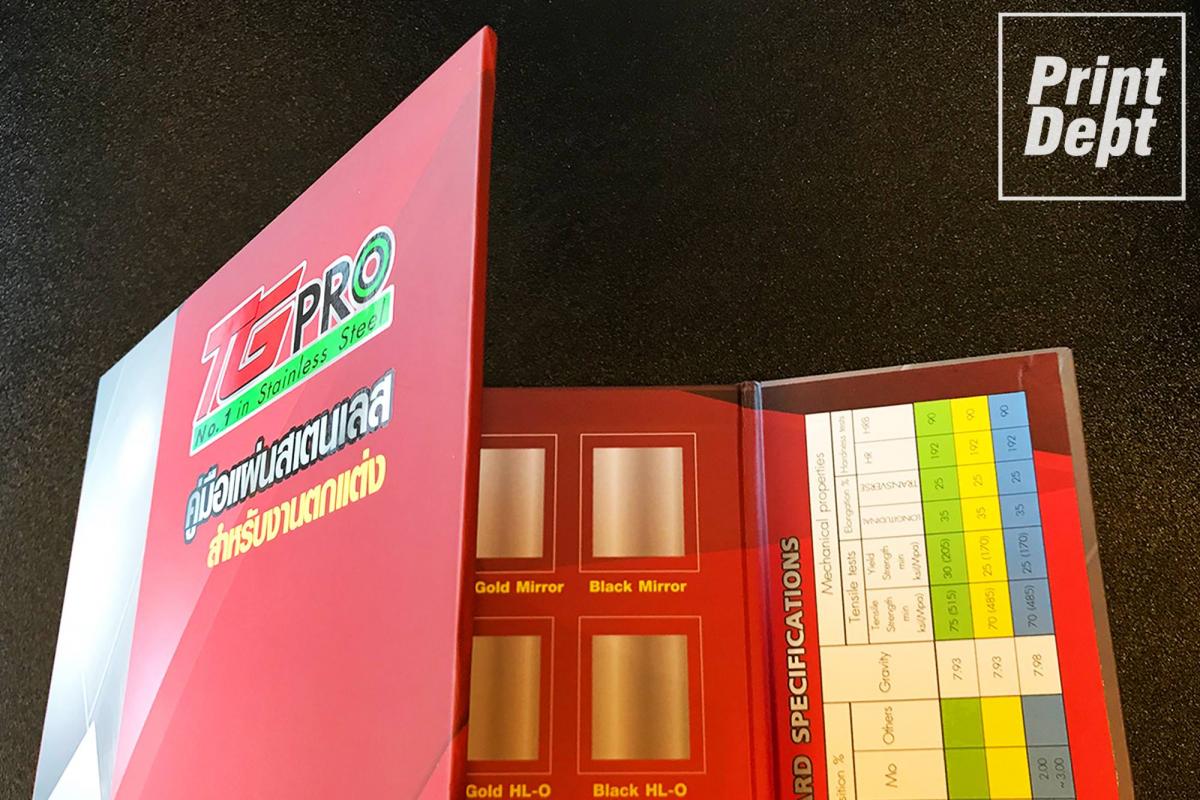 Print
Dept
TG PRO
No. 1 in Stainless Steel
คู่มือแผ่นสเตนเลส
สำหรับงานตกแต่ง
Gold Mirror
Black Mirror
Gold HL-O
Black HL-O
ARD SPECIFICATIONS
sition %
Mechanical properties
Mo
Others
Gravity
Tensile tests
Elongation %
Hardness tests
Tensile Strength min ksi(Mpa)
Yield Strength min ksi(Mpa)
LONGITUDINAL
TRANSVERSE
HR
HRB
7.93
75 (515)
30 (205)
35
25
192
90
7.93
70 (485)
25 (170)
35
25
192
90
2.00
~3.00
7.98
70 (485)
25 (170)
35
25
192
90